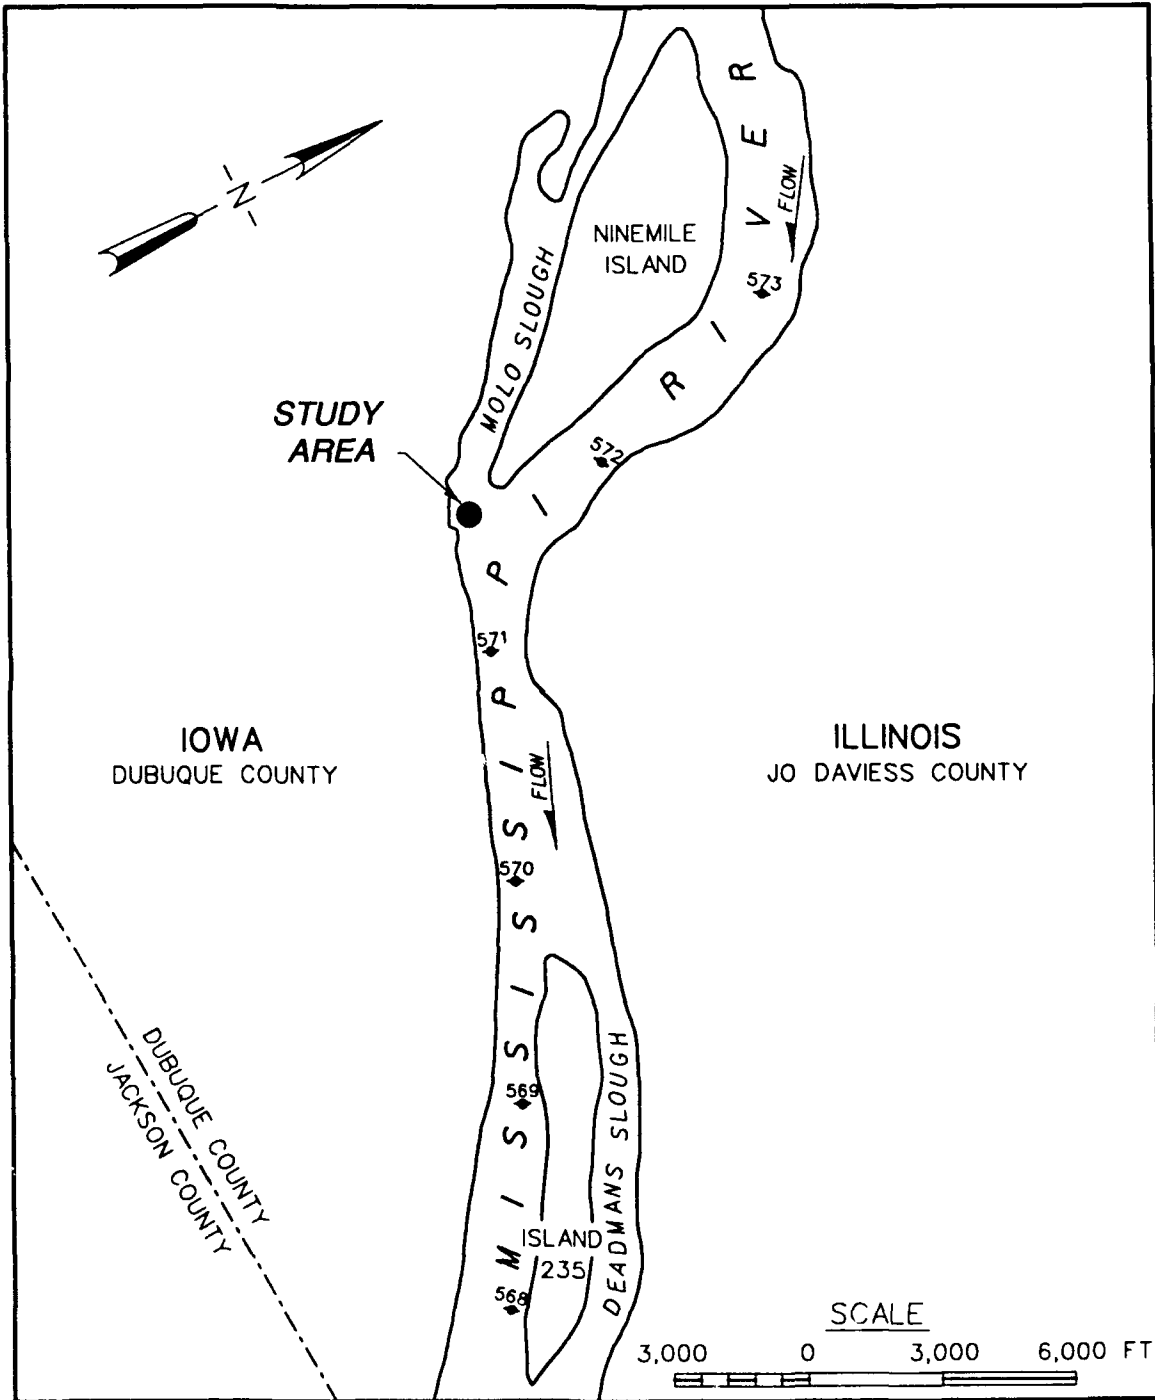 MISSISSIPPI RIVER
N
FLOW
573
NINEMILE
ISLAND
MOLO SLOUGH
572
STUDY
AREA
571
IOWA
DUBUQUE COUNTY
ILLINOIS
JO DAVIESS COUNTY
FLOW
570
569
DUBUQUE COUNTY
JACKSON COUNTY
DEADMANS SLOUGH
ISLAND
235
568
SCALE
3,000 0 3,000 6,000 FT